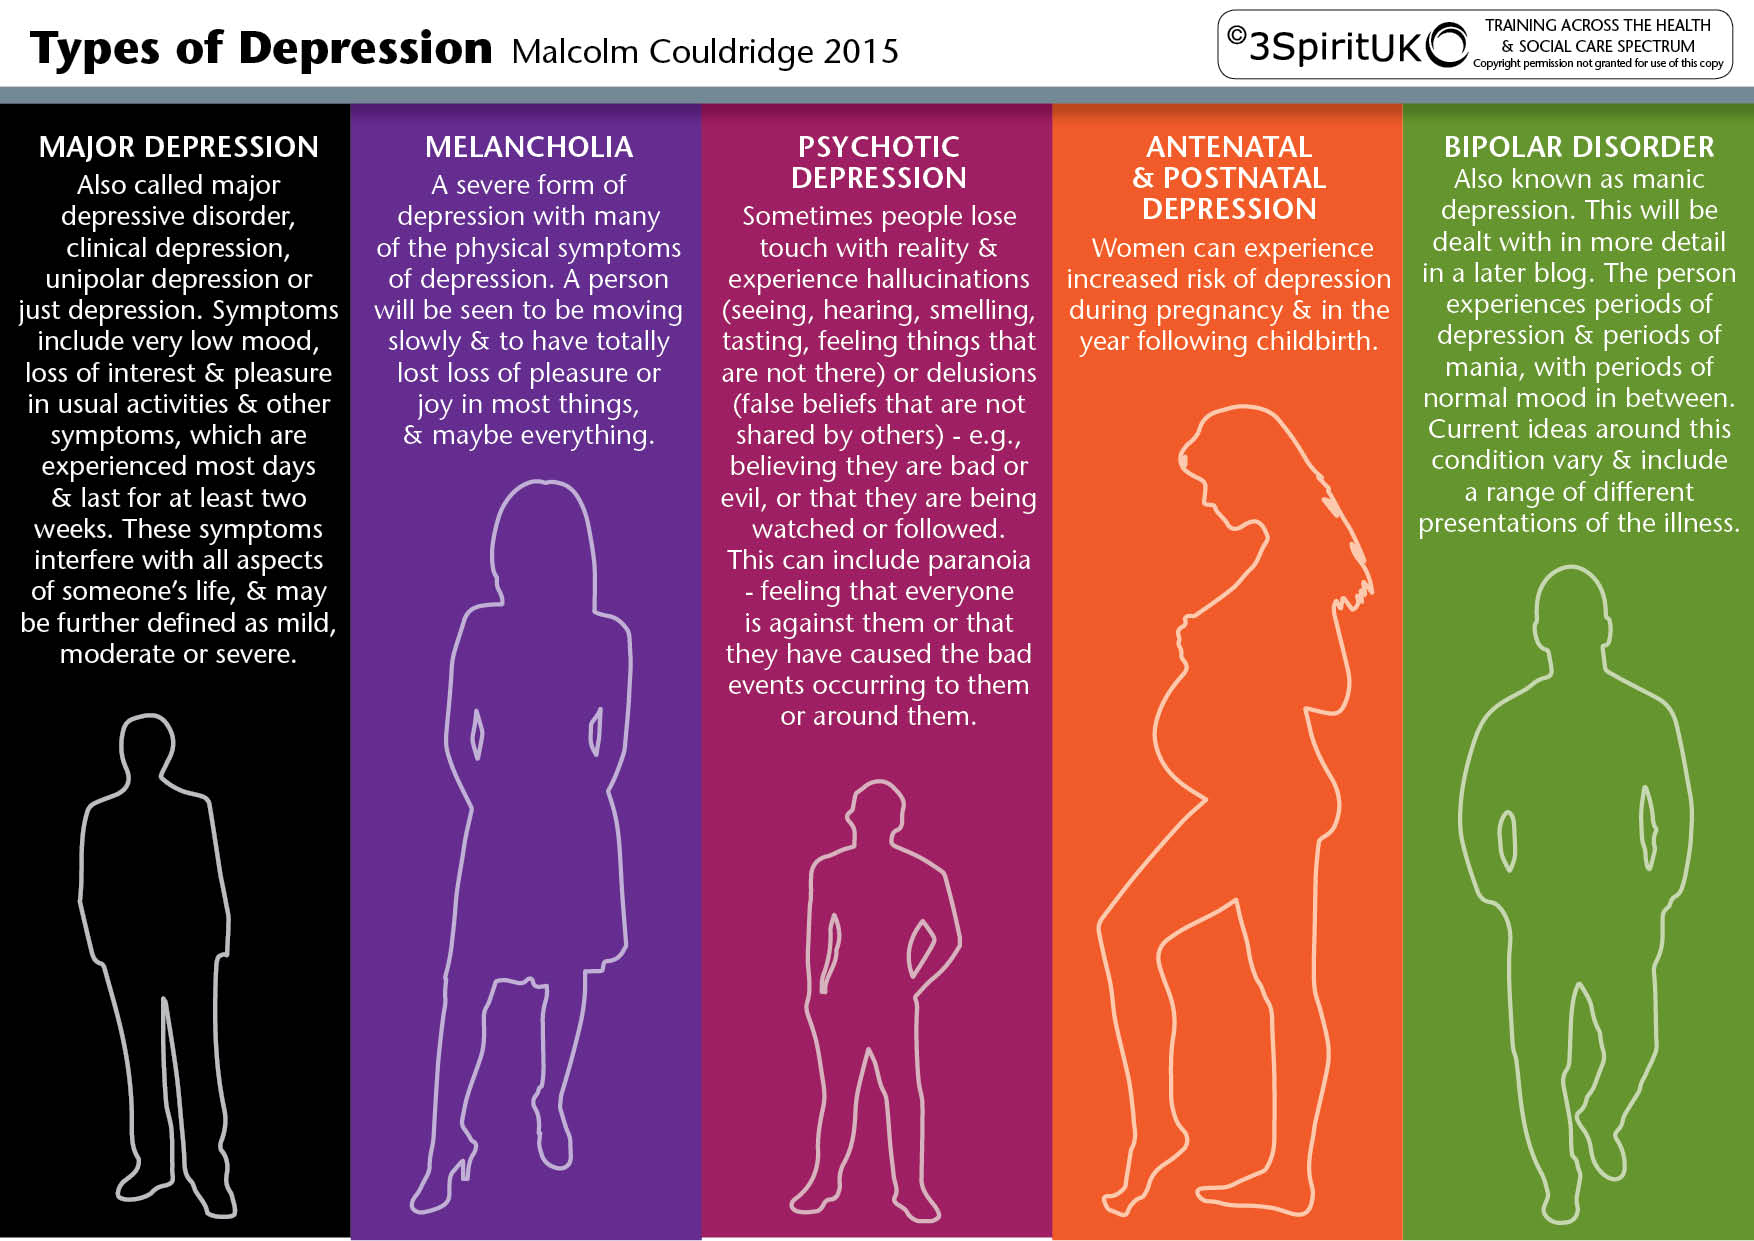 Types of Depression Malcolm Couldridge 2015
©3SpiritUK
TRAINING ACROSS THE HEALTH
& SOCIAL CARE SPECTRUM
Copyright permission not granted for use of this copy
MAJOR DEPRESSION
Also called major
depressive disorder,
clinical depression,
unipolar depression or
just depression. Symptoms
include very low mood,
loss of interest & pleasure
in usual activities & other
symptoms, which are
experienced most days
& last for at least two
weeks. These symptoms
interfere with all aspects
of someone’s life, & may
be further defined as mild,
moderate or severe.
MELANCHOLIA
A severe form of
depression with many
of the physical symptoms
of depression. A person
will be seen to be moving
slowly & to have totally
lost loss of pleasure or
joy in most things,
& maybe everything.
PSYCHOTIC
DEPRESSION
Sometimes people lose
touch with reality &
experience hallucinations
(seeing, hearing, smelling,
tasting, feeling things that
are not there) or delusions
(false beliefs that are not
shared by others) - e.g.,
believing they are bad or
evil, or that they are being
watched or followed.
This can include paranoia
- feeling that everyone
is against them or that
they have caused the bad
events occurring to them
or around them.
ANTENATAL
& POSTNATAL
DEPRESSION
Women can experience
increased risk of depression
during pregnancy & in the
year following childbirth.
BIPOLAR DISORDER
Also known as manic
depression. This will be
dealt with in more detail
in a later blog. The person
experiences periods of
depression & periods of
mania, with periods of
normal mood in between.
Current ideas around this
condition vary & include
a range of different
presentations of the illness.